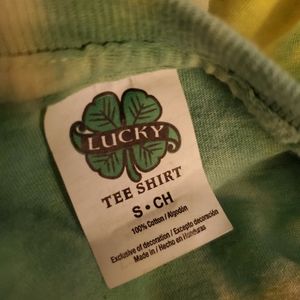 LUCKY
TEE SHIRT
S • CH
100% Cotton / Algodón
Exclusive of decoration / Excepto decoración
Made in / Hecho en Honduras